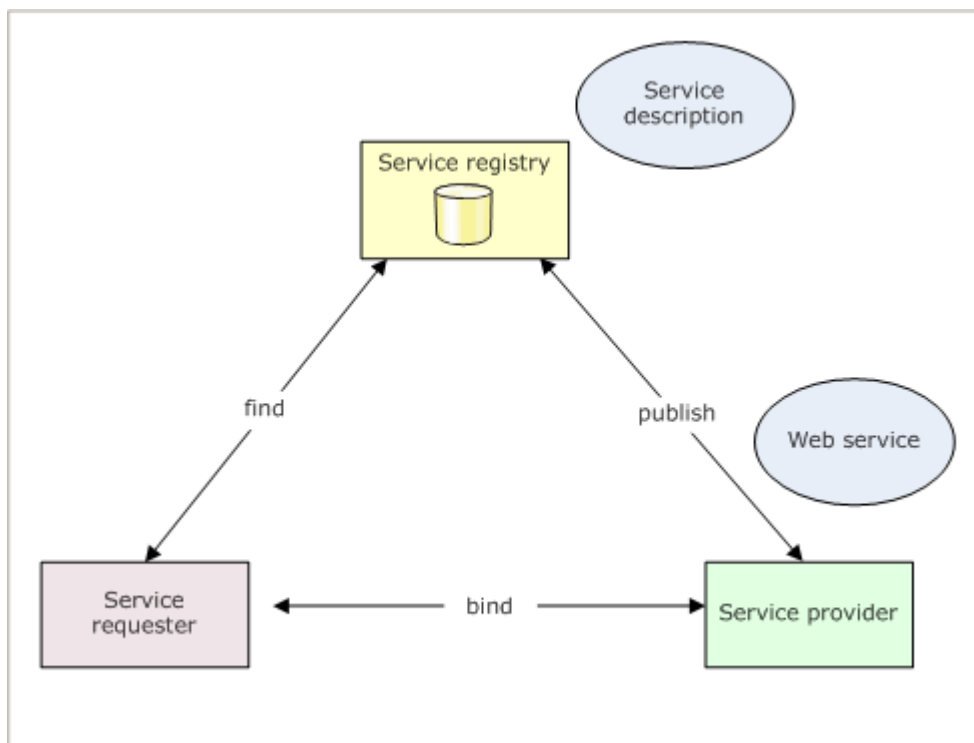 Service
description
Service registry
find
publish
Web service
Service
requester
bind
Service provider